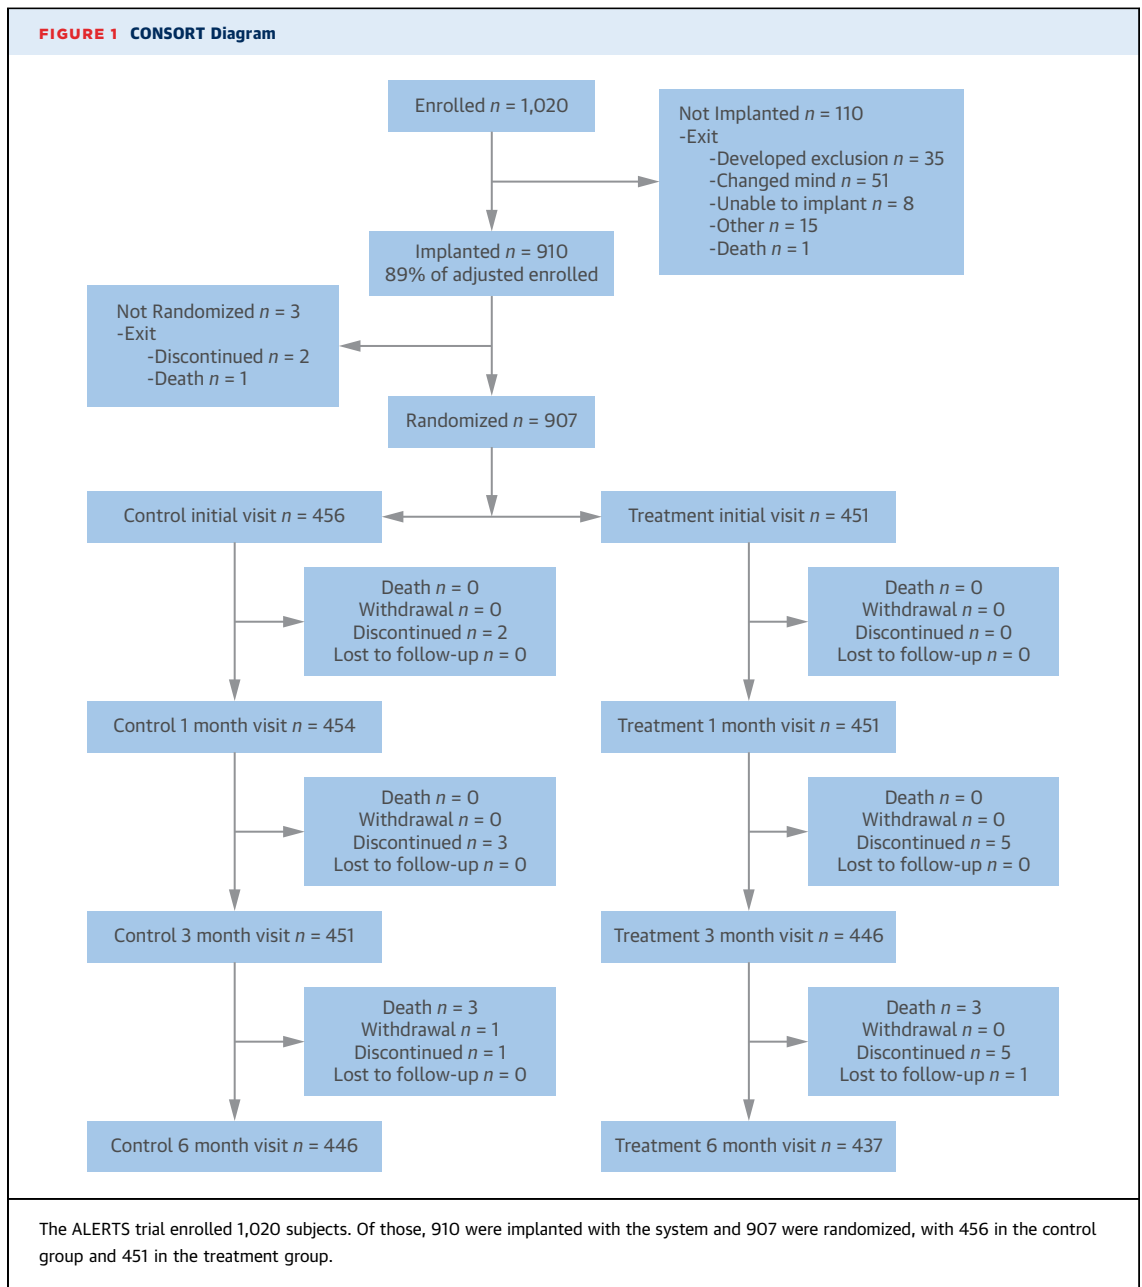 FIGURE 1 CONSORT Diagram
Enrolled n = 1,020
Not Implanted n = 110
-Exit
-Developed exclusion n = 35
-Changed mind n = 51
-Unable to implant n = 8
-Other n = 15
-Death n = 1
Implanted n = 910
89% of adjusted enrolled
Not Randomized n = 3
-Exit
-Discontinued n = 2
-Death n = 1
Randomized n = 907
Control initial visit n = 456
Treatment initial visit n = 451
Death n = 0
Withdrawal n = 0
Discontinued n = 2
Lost to follow-up n = 0
Death n = 0
Withdrawal n = 0
Discontinued n = 0
Lost to follow-up n = 0
Control 1 month visit n = 454
Treatment 1 month visit n = 451
Death n = 0
Withdrawal n = 0
Discontinued n = 3
Lost to follow-up n = 0
Death n = 0
Withdrawal n = 0
Discontinued n = 5
Lost to follow-up n = 0
Control 3 month visit n = 451
Treatment 3 month visit n = 446
Death n = 3
Withdrawal n = 1
Discontinued n = 1
Lost to follow-up n = 0
Death n = 3
Withdrawal n = 0
Discontinued n = 5
Lost to follow-up n = 1
Control 6 month visit n = 446
Treatment 6 month visit n = 437
The ALERTS trial enrolled 1,020 subjects. Of those, 910 were implanted with the system and 907 were randomized, with 456 in the control
group and 451 in the treatment group.